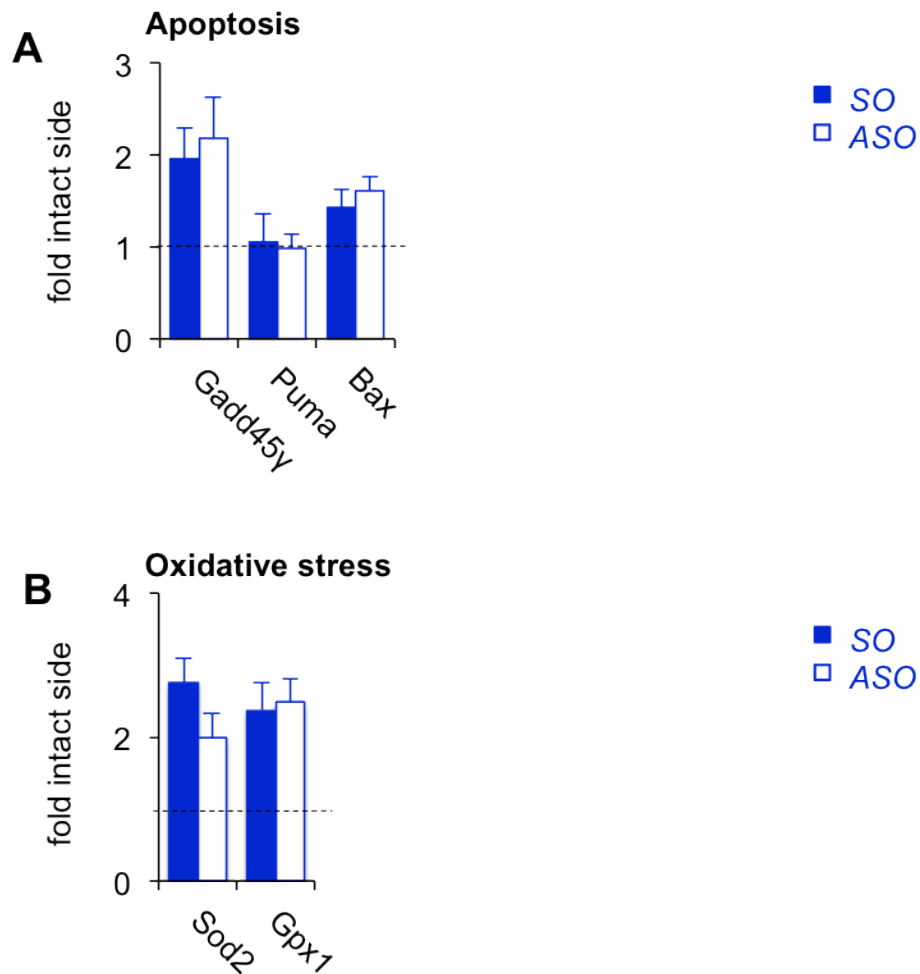 A
Apoptosis
fold intact side
3
2
1
0
Gadd45γ
Puma
Bax
SO
ASO
B
Oxidative stress
fold intact side
4
2
0
Sod2
Gpx1
SO
ASO